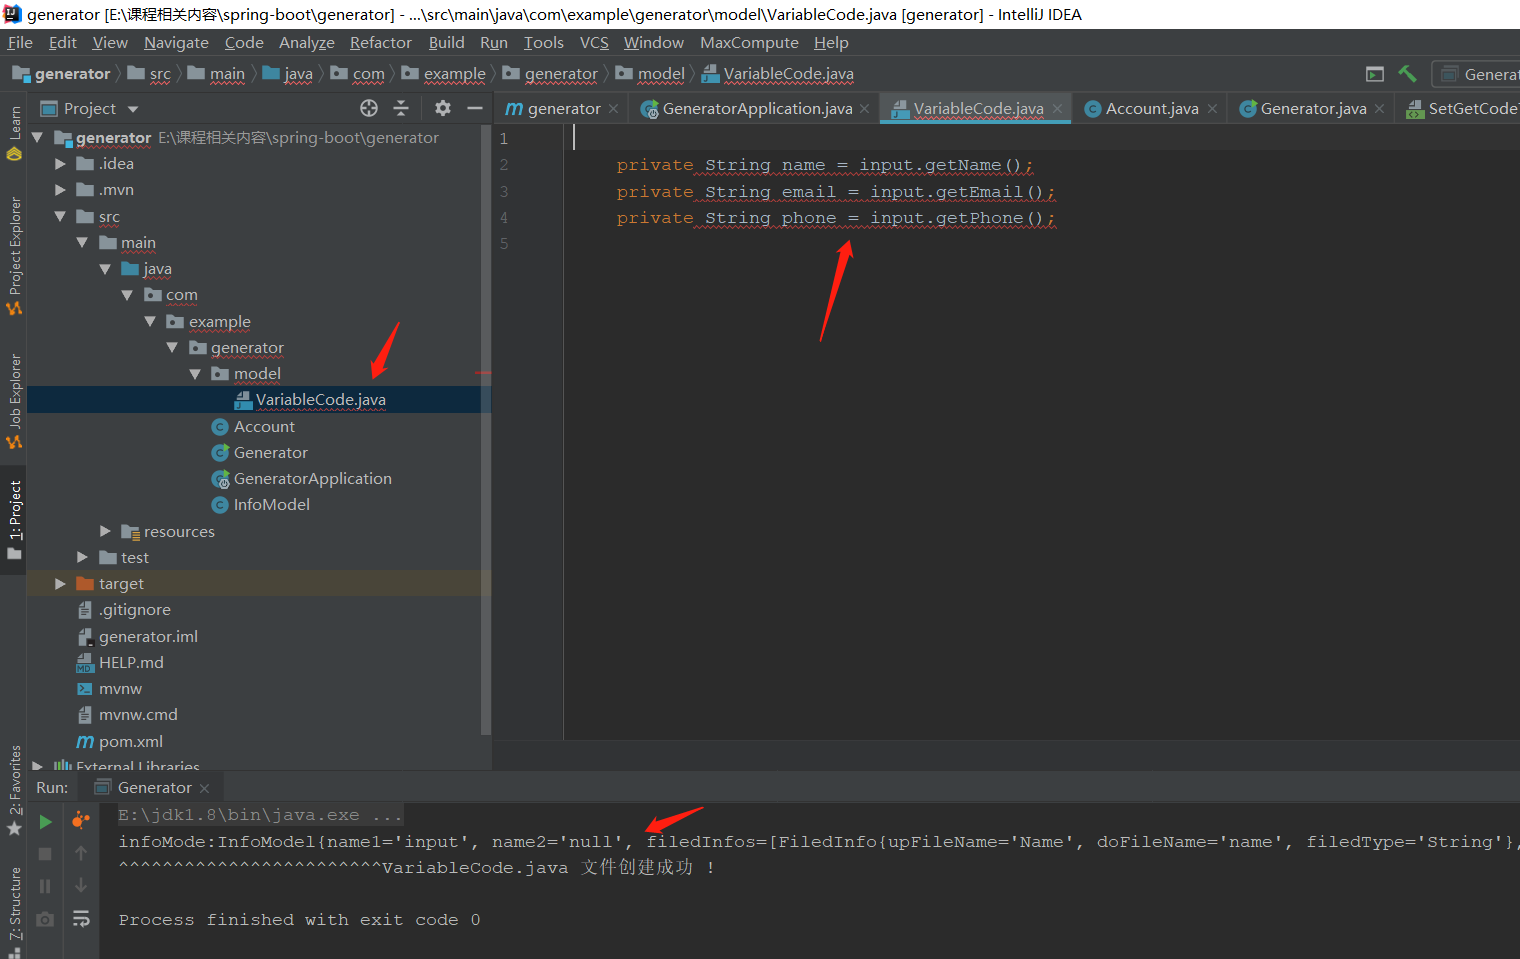 generator [E:\课程相关内容\spring-boot\generator] - ...\src\main\java\com\example\generator\model\VariableCode.java [generator] - IntelliJ IDEA
File Edit View Navigate Code Analyze Refactor Build Run Tools VCS Window MaxCompute Help
generator src main java com example generator model VariableCode.java Generat
Project
generator GeneratorApplication.java VariableCode.java Account.java Generator.java SetGetCode
generator E:\课程相关内容\spring-boot\generator
.idea
.mvn
src
main
java
com
example
generator
model
VariableCode.java
Account
Generator
GeneratorApplication
InfoModel
resources
test
target
.gitignore
generator.iml
HELP.md
mvnw
mvnw.cmd
pom.xml
External Libraries
1
2 private String name = input.getName();
3 private String email = input.getEmail();
4 private String phone = input.getPhone();
5
Learn
Project Explorer
Job Explorer
1: Project
2: Favorites
7: Structure
Run: Generator
E:\jdk1.8\bin\java.exe ...
infoMode:InfoModel{name1='input', name2='null', filedInfos=[FiledInfo{upFileName='Name', doFileName='name', filedType='String'},
^^^^^^^^^^^^^^^^^^^^^^^^VariableCode.java 文件创建成功 !
Process finished with exit code 0